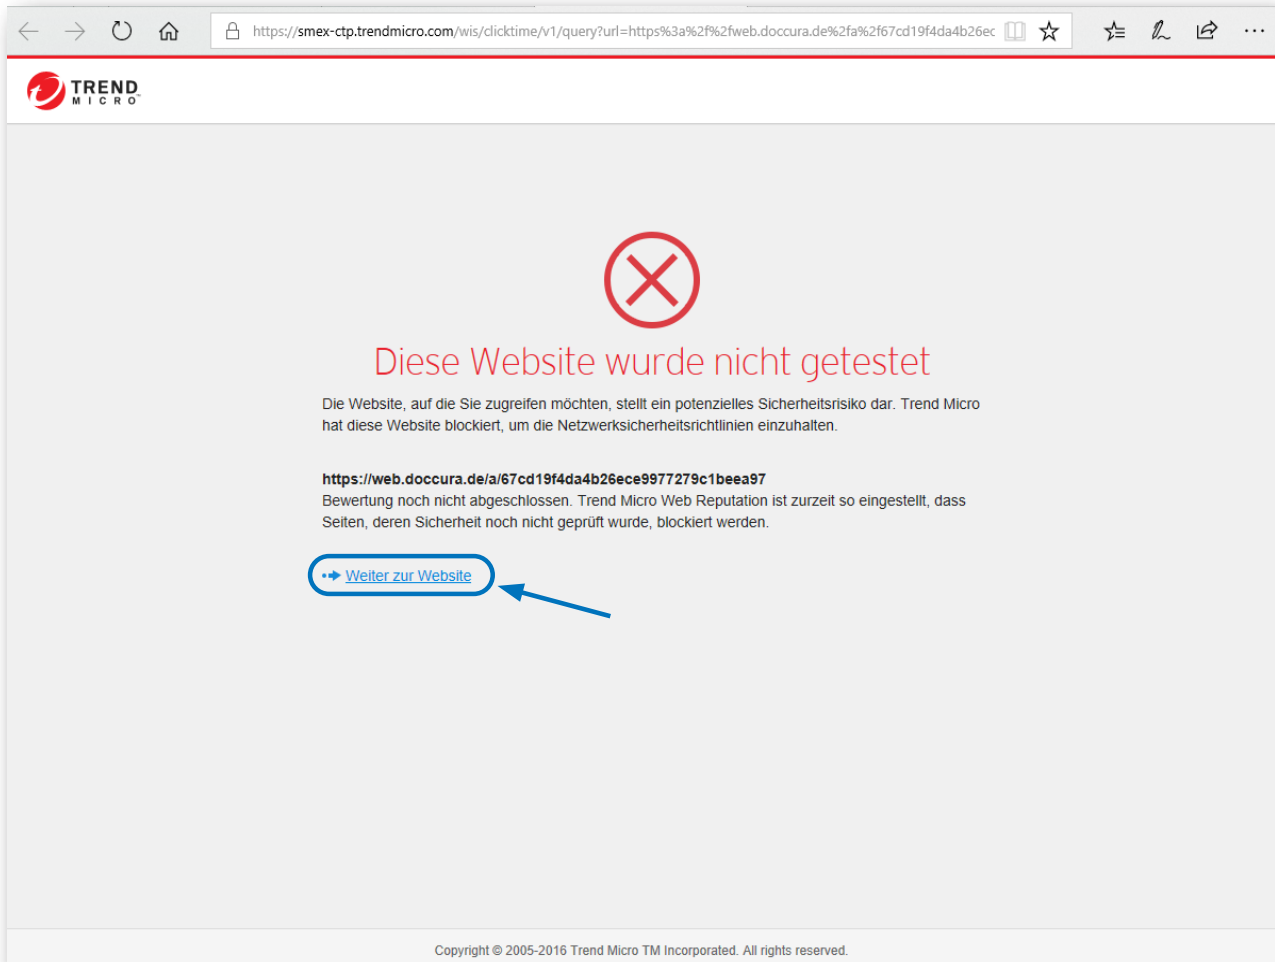 https://smex-ctp.trendmicro.com/wis/clicktime/v1/query?url=https%3a%2f%2fweb.doccura.de%2fa%2f67cd19f4da4b26ec
TREND
MICRO™
Diese Website wurde nicht getestet
Die Website, auf die Sie zugreifen möchten, stellt ein potenzielles Sicherheitsrisiko dar. Trend Micro
hat diese Website blockiert, um die Netzwerksicherheitsrichtlinien einzuhalten.
https://web.doccura.de/a/67cd19f4da4b26ece9977279c1beea97
Bewertung noch nicht abgeschlossen. Trend Micro Web Reputation ist zurzeit so eingestellt, dass
Seiten, deren Sicherheit noch nicht geprüft wurde, blockiert werden.
Weiter zur Website
Copyright © 2005-2016 Trend Micro TM Incorporated. All rights reserved.